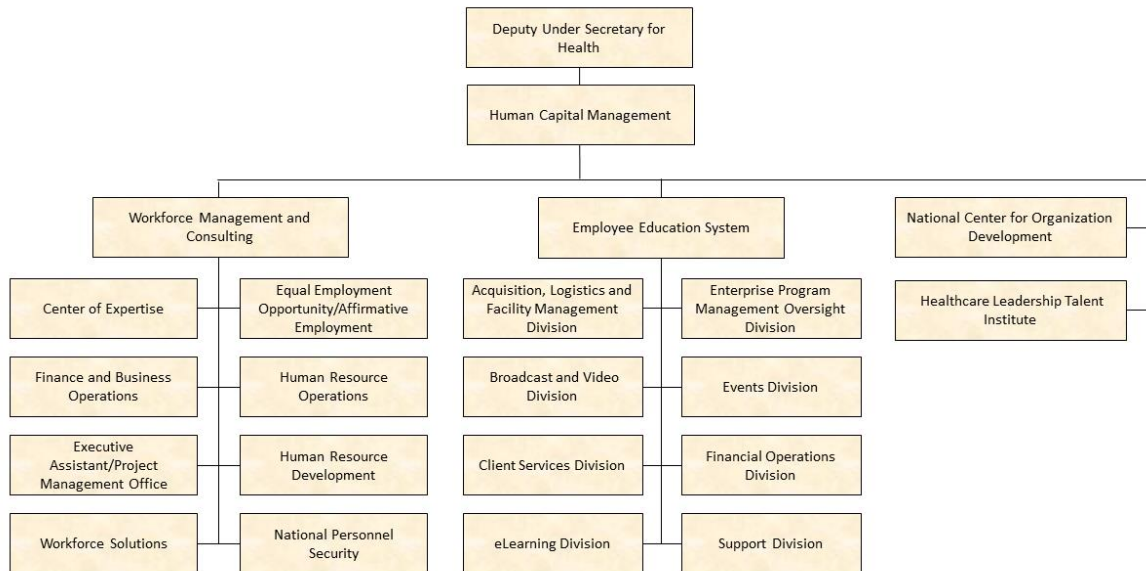 Deputy Under Secretary for
Health
Human Capital Management
Workforce Management and
Consulting
Employee Education System
National Center for Organization
Development
Center of Expertise
Equal Employment
Opportunity/Affirmative
Employment
Acquisition, Logistics and
Facility Management
Division
Enterprise Program
Management Oversight
Division
Healthcare Leadership Talent
Institute
Finance and Business
Operations
Human Resource
Operations
Broadcast and Video
Division
Events Division
Executive
Assistant/Project
Management Office
Human Resource
Development
Client Services Division
Financial Operations
Division
Workforce Solutions
National Personnel
Security
eLearning Division
Support Division